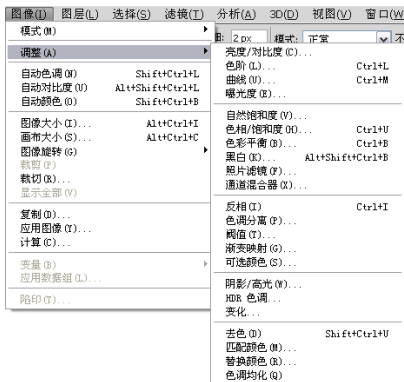 图像(I) 图层(L) 选择(S) 滤镜(T) 分析(A) 3D(D) 视图(V) 窗口(W
模式(M)
2 px 模式: 正常 不
调整(A)
自动色调(N) Shift+Ctrl+L
自动对比度(U) Alt+Shift+Ctrl+L
自动颜色(O) Shift+Ctrl+B
图像大小(I)... Alt+Ctrl+I
画布大小(S)... Alt+Ctrl+C
图像旋转(G)
裁剪(P)
裁切(R)...
显示全部(V)
复制(D)...
应用图像(Y)...
计算(C)...
变量(B)
应用数据组(L)...
陷印(T)...
亮度/对比度(C)...
色阶(L)... Ctrl+L
曲线(U)... Ctrl+M
曝光度(E)...
自然饱和度(V)...
色相/饱和度(H)... Ctrl+U
色彩平衡(B)... Ctrl+B
黑白(K)... Alt+Shift+Ctrl+B
照片滤镜(F)...
通道混合器(X)...
反相(I) Ctrl+I
色调分离(P)...
阈值(T)...
渐变映射(G)...
可选颜色(S)...
阴影/高光(W)...
HDR 色调...
变化...
去色(D) Shift+Ctrl+U
匹配颜色(M)...
替换颜色(R)...
色调均化(Q)